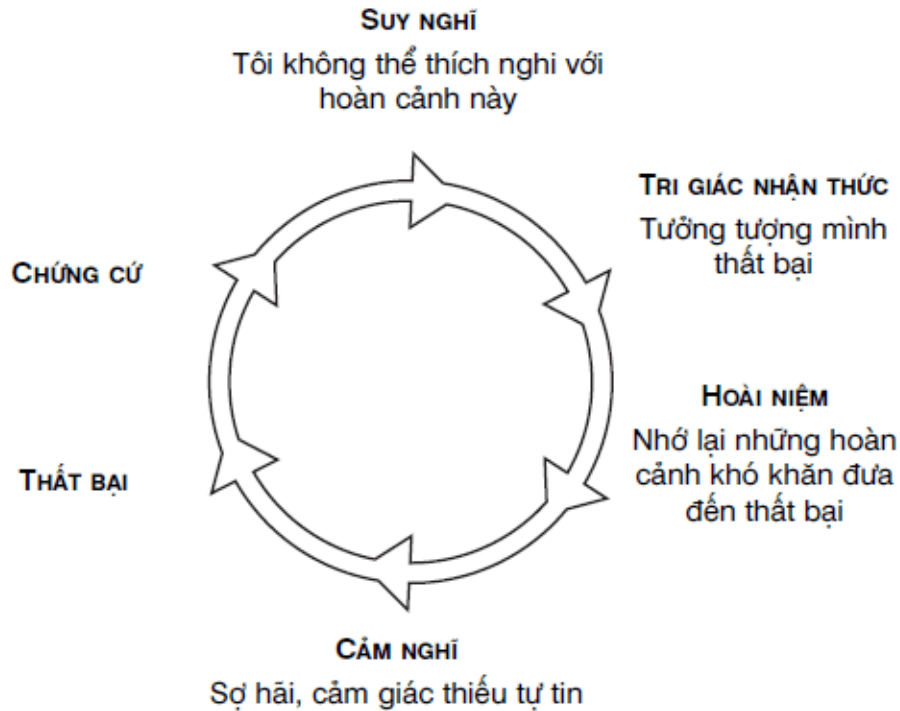 SUY NGHĨ
Tôi không thể thích nghi với
hoàn cảnh này
TRI GIÁC NHẬN THỨC
Tưởng tượng mình
thất bại
HOÀI NIỆM
Nhớ lại những hoàn
cảnh khó khăn đưa
đến thất bại
CẢM NGHĨ
Sợ hãi, cảm giác thiếu tự tin
THẤT BẠI
CHỨNG CỨ